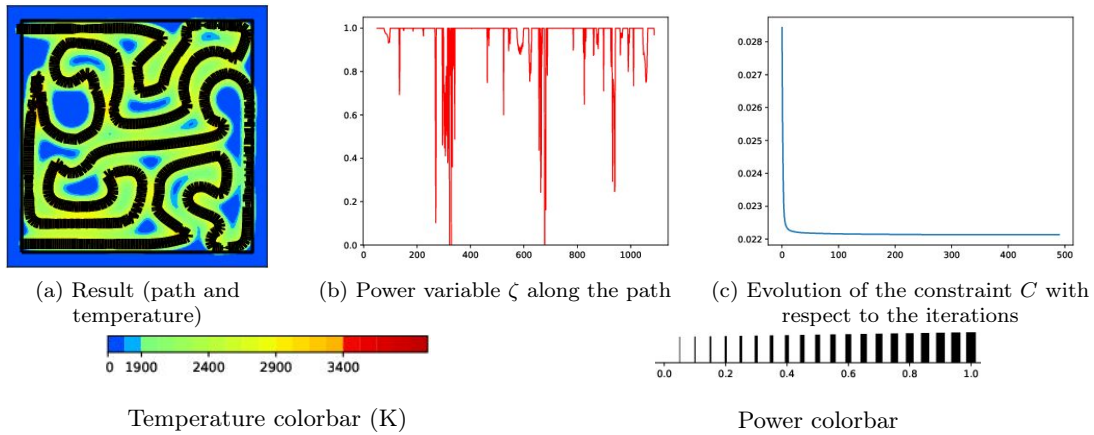 1.0
0.8
0.6
0.4
0.2
0.0
0 200 400 600 800 1000
0.028
0.027
0.026
0.025
0.024
0.023
0.022
0 100 200 300 400 500
(a) Result (path and
temperature)
(b) Power variable ζ along the path
(c) Evolution of the constraint C with
respect to the iterations
0 1900 2400 2900 3400
Temperature colorbar (K)
0.0 0.2 0.4 0.6 0.8 1.0
Power colorbar